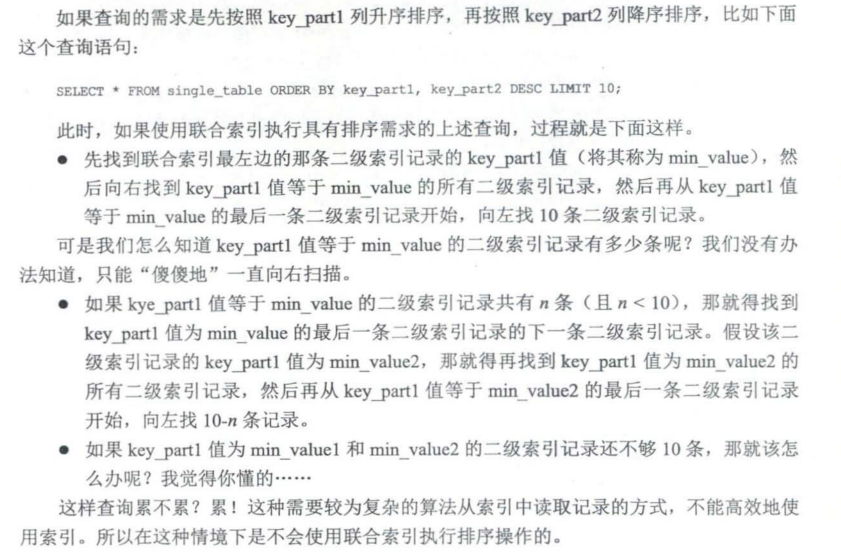 如果查询的需求是先按照 key_part1 列升序排序，再按照 key_part2 列降序排序，比如下面
这个查询语句：
SELECT * FROM single_table ORDER BY key_part1, key_part2 DESC LIMIT 10;
此时，如果使用联合索引执行具有排序需求的上述查询，过程就是下面这样。
● 先找到联合索引最左边的那条二级索引记录的 key_part1 值（将其称为 min_value），然
后向右找到 key_part1 值等于 min_value 的所有二级索引记录，然后再从 key_part1 值
等于 min_value 的最后一条二级索引记录开始，向左找 10 条二级索引记录。
可是我们怎么知道 key_part1 值等于 min_value 的二级索引记录有多少条呢？我们没有办
法知道，只能“傻傻地”一直向右扫描。
● 如果 kye_part1 值等于 min_value 的二级索引记录共有 n 条（且 n < 10），那就得找到
key_part1 值为 min_value 的最后一条二级索引记录的下一条二级索引记录。假设该二
级索引记录的 key_part1 值为 min_value2，那就得再找到 key_part1 值为 min_value2 的
所有二级索引记录，然后再从 key_part1 值等于 min_value2 的最后一条二级索引记录
开始，向左找 10-n 条记录。
● 如果 key_part1 值为 min_value1 和 min_value2 的二级索引记录还不够 10 条，那就该怎
么办呢？我觉得你懂的……
这样查询累不累？累！这种需要较为复杂的算法从索引中读取记录的方式，不能高效地使
用索引。所以在这种情境下是不会使用联合索引执行排序操作的。